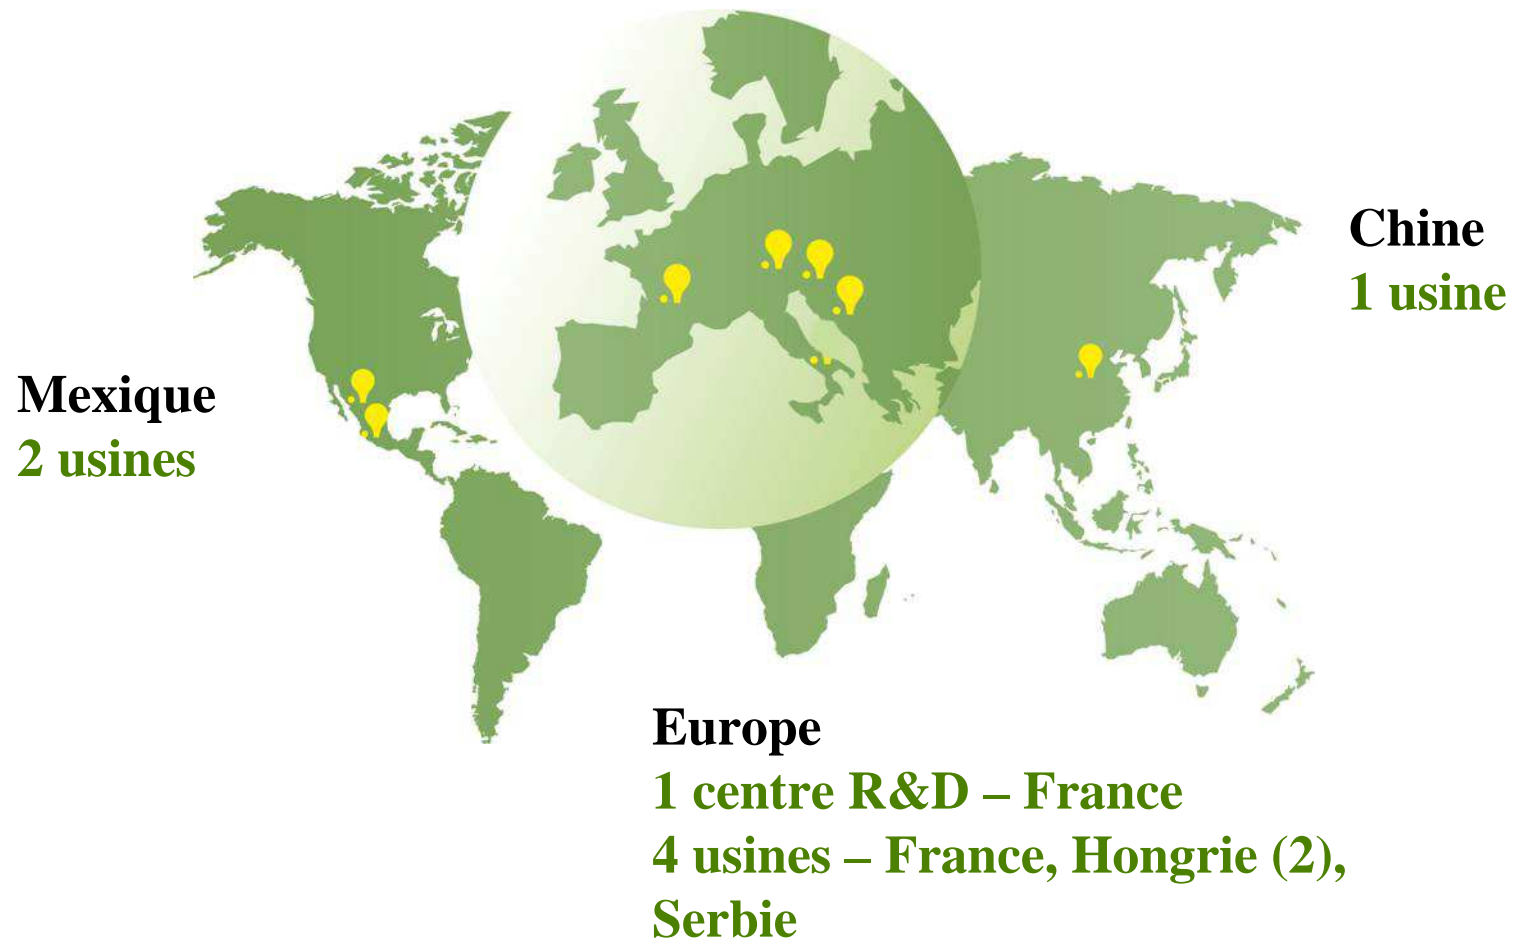 Chine
1 usine
Mexique
2 usines
Europe
1 centre R&D – France
4 usines – France, Hongrie (2),
Serbie